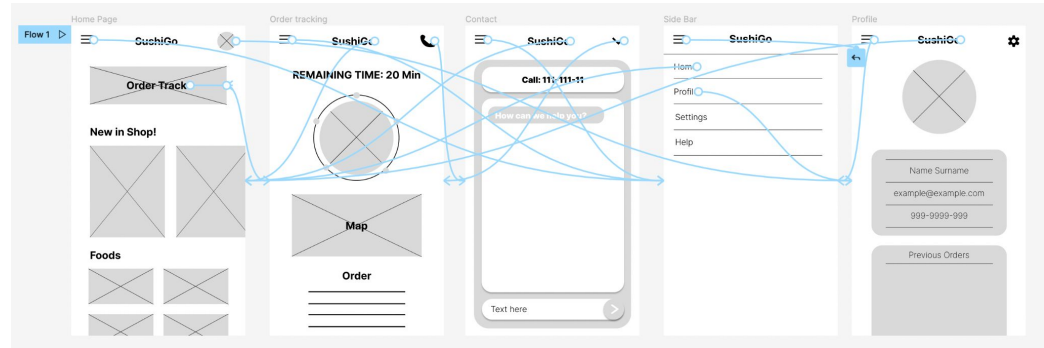 Home Page
Order tracking
Contact
Side Bar
Profile
Flow 1
SushiGo
Order Track
New in Shop!
Foods
SushiGo
REMAINING TIME: 20 Min
Map
Order
SushiGo
Call: 111-111-11
How can we help you?
Text here
SushiGo
Home
Profile
Settings
Help
SushiGo
Name Surname
example@example.com
999-9999-999
Previous Orders